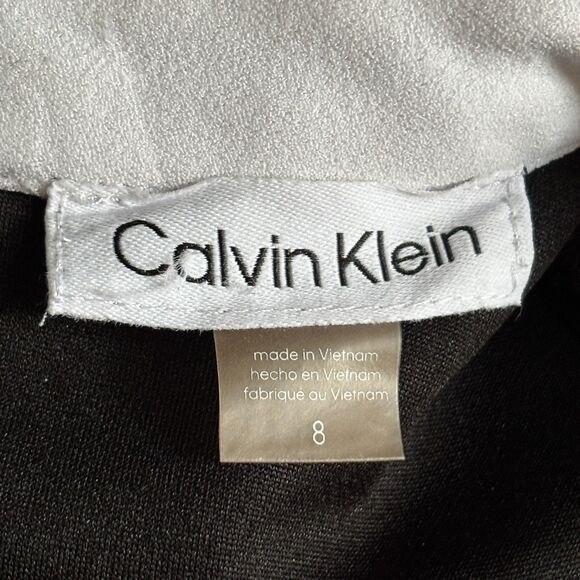 Calvin Klein
made in Vietnam
hecho en Vietnam
fabriqué au Vietnam
8